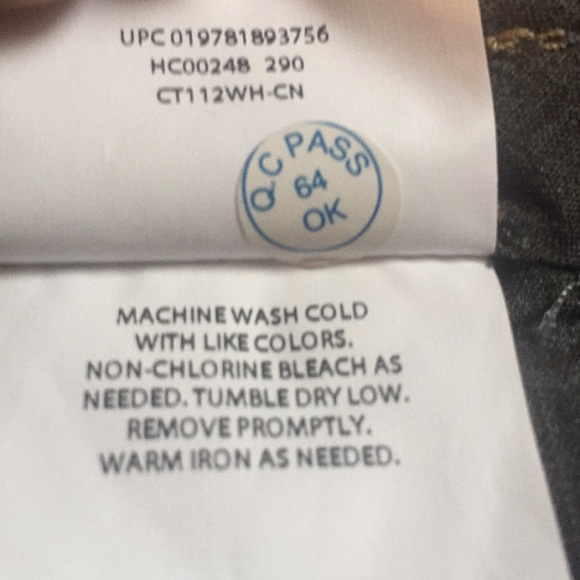 UPC 019781893756
HC00248 290
CT112WH-CN
QC PASS
64
OK
MACHINE WASH COLD
WITH LIKE COLORS.
NON-CHLORINE BLEACH AS
NEEDED. TUMBLE DRY LOW.
REMOVE PROMPTLY.
WARM IRON AS NEEDED.